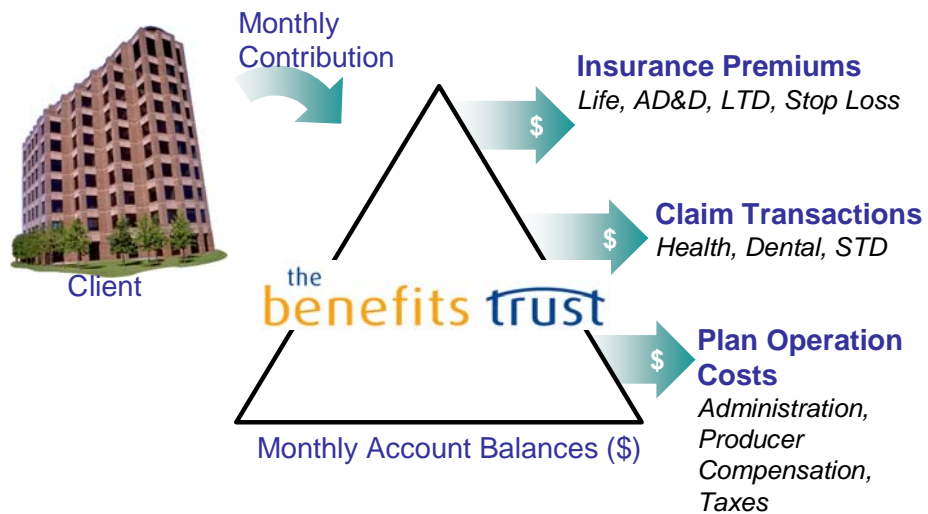 Monthly
Contribution
Insurance Premiums
Life, AD&D, LTD, Stop Loss
$
Claim Transactions
Health, Dental, STD
$
Client
the
benefits trust
Plan Operation
Costs
$
Administration,
Producer
Compensation,
Taxes
Monthly Account Balances ($)